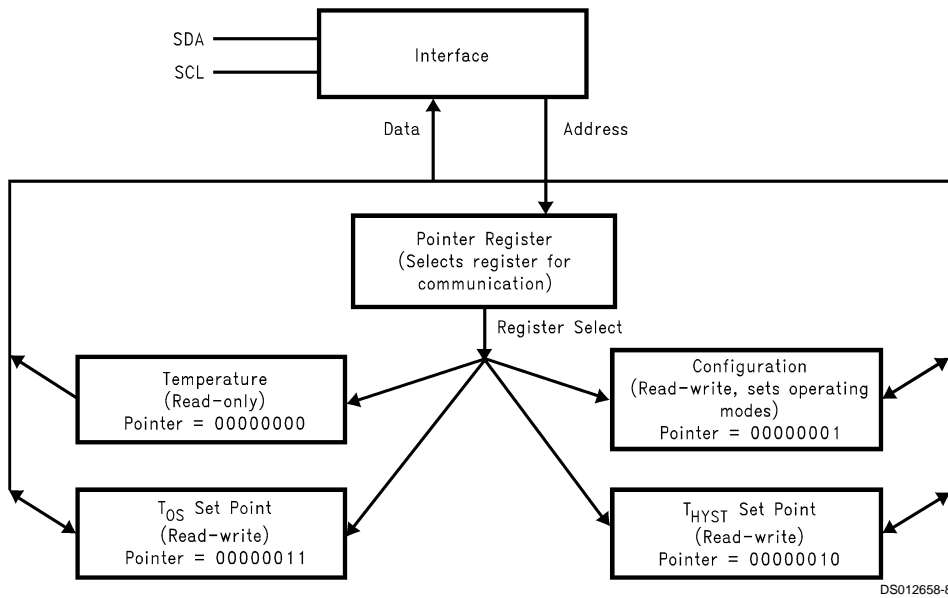 SDA
SCL
Interface
Data
Address
Pointer Register
(Selects register for
communication)
Register Select
Temperature
(Read-only)
Pointer = 00000000
Configuration
(Read-write, sets operating
modes)
Pointer = 00000001
TOS Set Point
(Read-write)
Pointer = 00000011
THYST Set Point
(Read-write)
Pointer = 00000010
DS012658-8